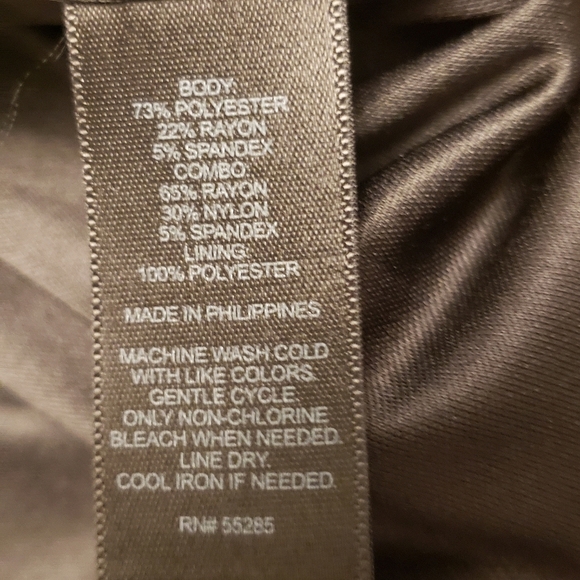 BODY:
73% POLYESTER
22% RAYON
5% SPANDEX
COMBO:
65% RAYON
30% NYLON
5% SPANDEX
LINING:
100% POLYESTER
MADE IN PHILIPPINES
MACHINE WASH COLD
WITH LIKE COLORS.
GENTLE CYCLE.
ONLY NON-CHLORINE
BLEACH WHEN NEEDED.
LINE DRY.
COOL IRON IF NEEDED.
RN# 55285